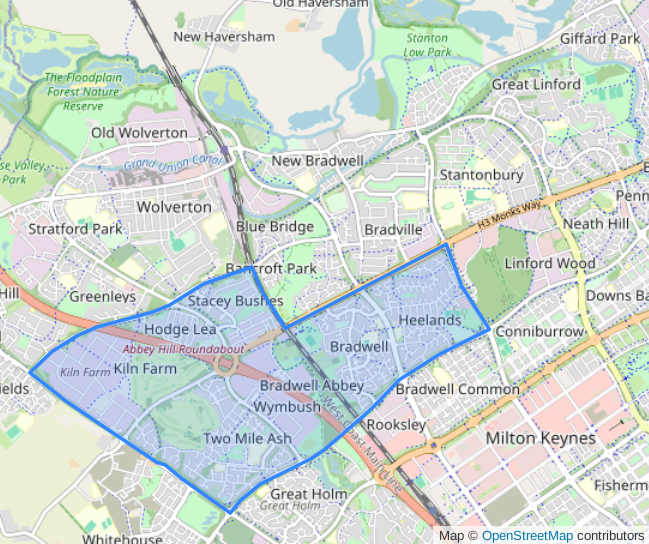 Old Haversham
New Haversham
Giffard Park
Stanton
Low Park
The Floodplain
Forest Nature
Reserve
Great Linford
Old Wolverton
Grand Union Canal
New Bradwell
Valley,
Park
Stantonbury
Wolverton
H3 Monks Way
Penn
Stratford Park
Blue Bridge
Bradville
Neath Hill
Linford Wood
Bancroft Park
Hill
Greenleys
Stacey Bushes
Downs Ba
Hodge Lea
Heelands
Conniburrow
Abbey Hill Roundabout
Bradwell
Kiln Farm
Kiln Farm
ields
Bradwell Abbey
Bradwell Common
Wymbush
West Coast Mainline
Rooksley
Two Mile Ash
Milton Keynes
Great Holm
Great Holm
Fisherm
Whitehouse
Map © OpenStreetMap contributors